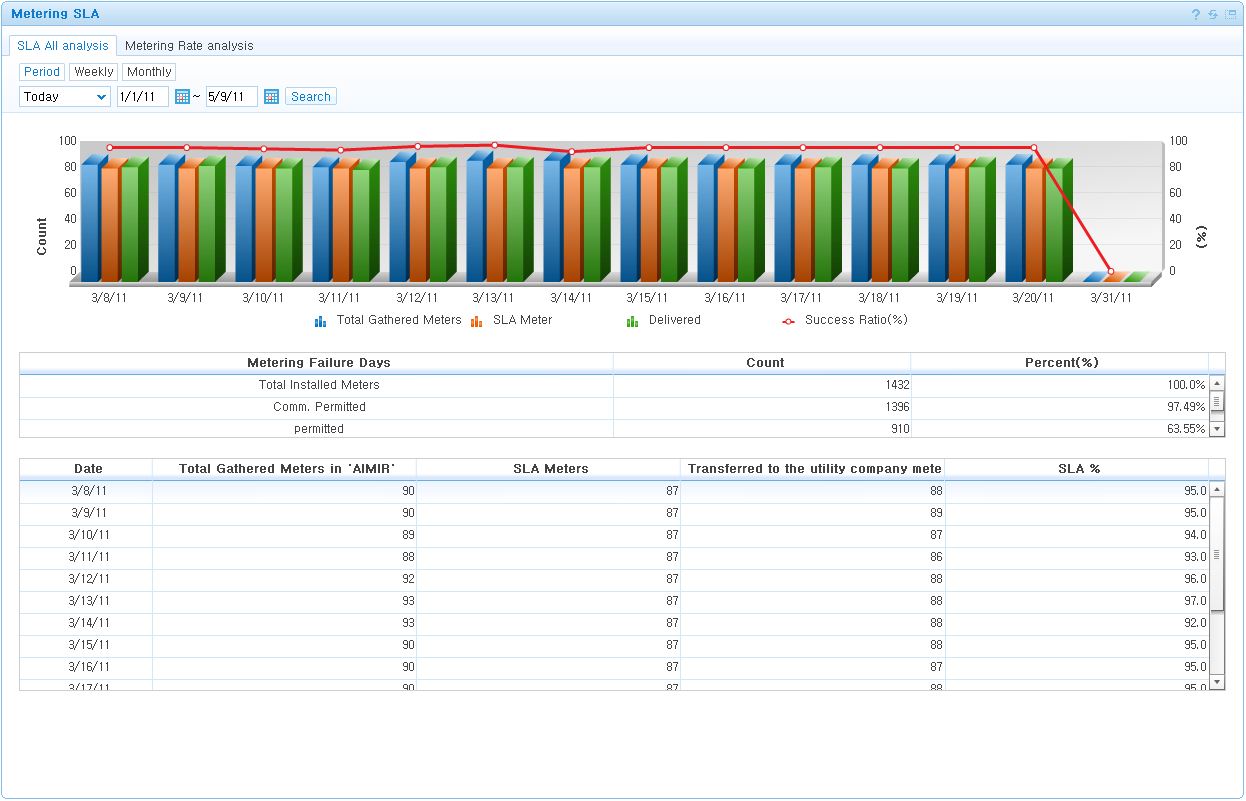 Metering SLA
?
SLA All analysis Metering Rate analysis
Period Weekly Monthly
Today 1/1/11 ~ 5/9/11 Search
100 100
80 80
60 60
40 40
20 20
0 0
Count
(%)
3/8/11 3/9/11 3/10/11 3/11/11 3/12/11 3/13/11 3/14/11 3/15/11 3/16/11 3/17/11 3/18/11 3/19/11 3/20/11 3/31/11
Total Gathered Meters SLA Meter Delivered Success Ratio(%)
Metering Failure Days Count Percent(%)
Total Installed Meters 1432 100.0%
Comm. Permitted 1396 97.49%
permitted 910 63.55%
Date Total Gathered Meters in 'AIMIR' SLA Meters Transferred to the utility company mete SLA %
3/8/11 90 87 88 95.0
3/9/11 90 87 89 95.0
3/10/11 89 87 87 94.0
3/11/11 88 87 86 93.0
3/12/11 92 87 88 96.0
3/13/11 93 87 88 97.0
3/14/11 93 87 88 92.0
3/15/11 90 87 88 95.0
3/16/11 90 87 87 95.0
3/17/11 90 87 88 95.0